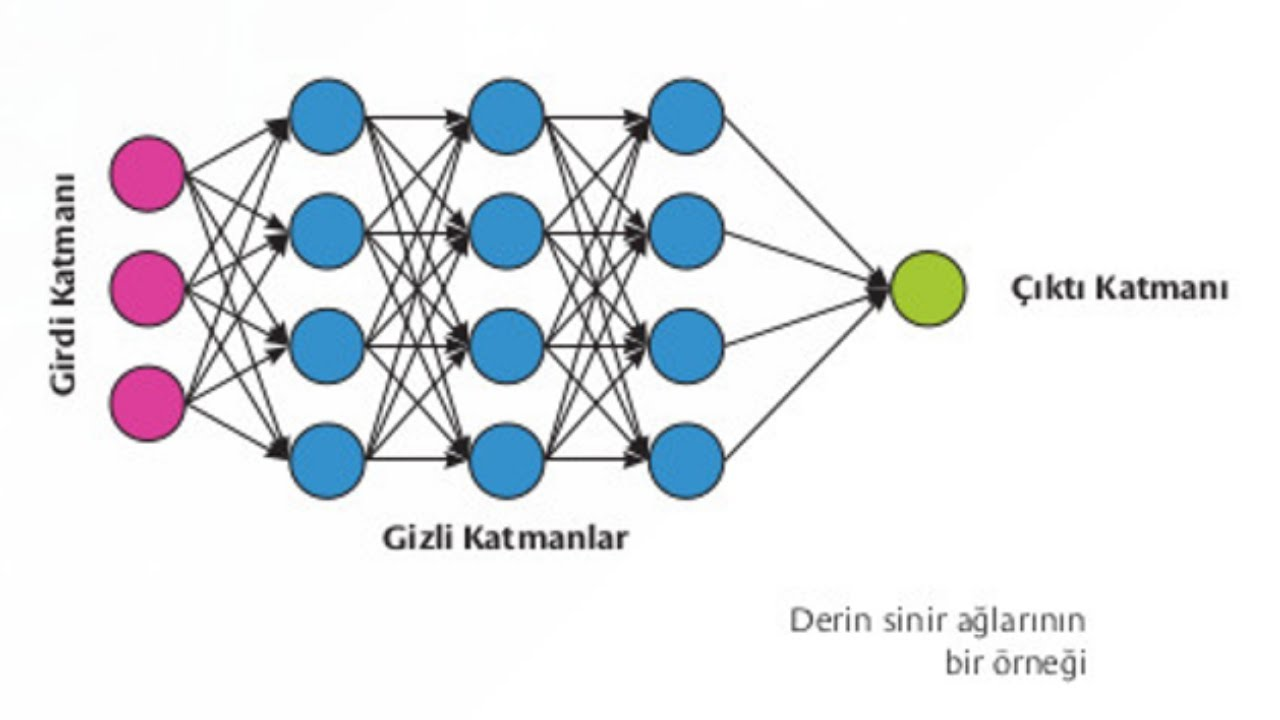 Girdi Katmanı
Çıktı Katmanı
Gizli Katmanlar
Derin sinir ağlarının
bir örneği